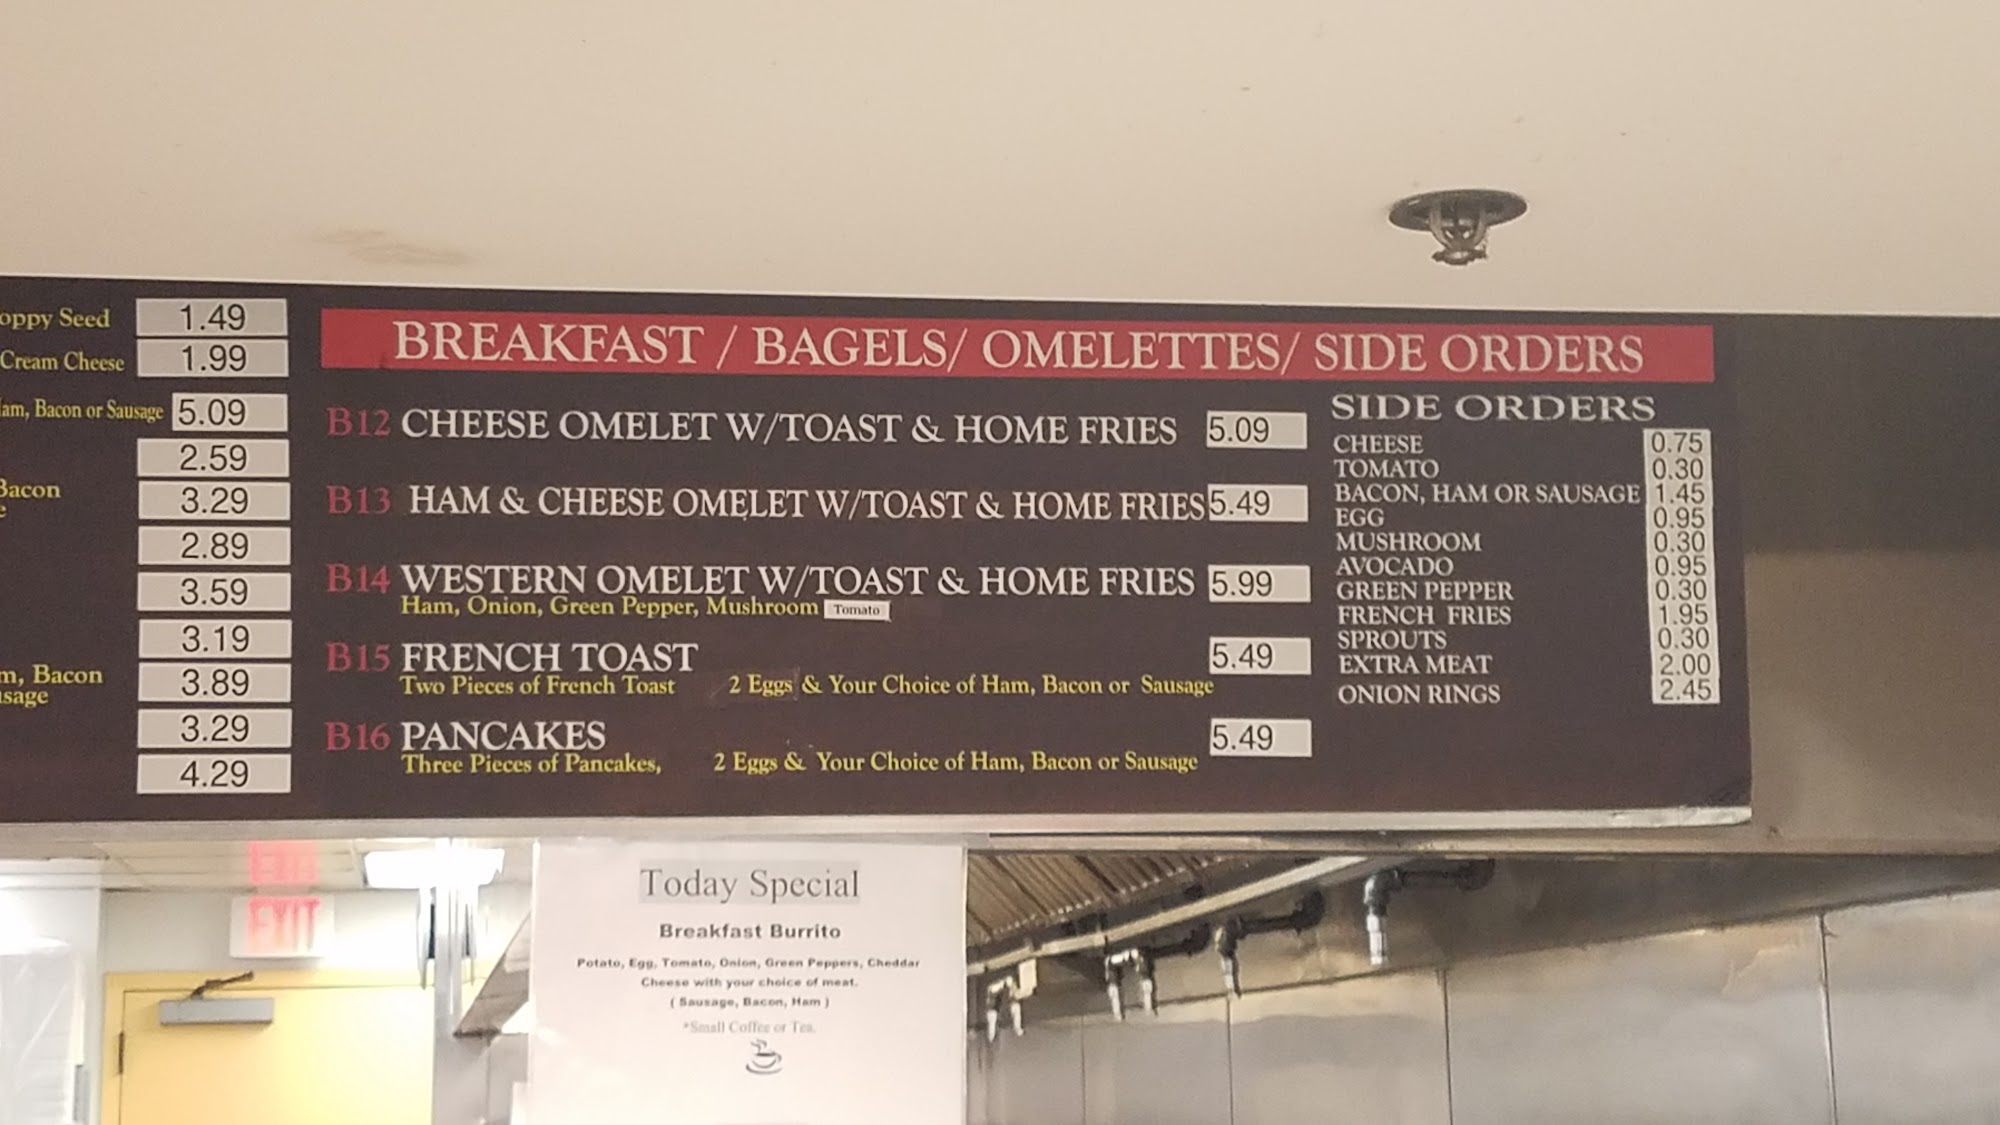 oppy Seed 1.49
Cream Cheese 1.99
am, Bacon or Sausage 5.09
2.59
Bacon 3.29
e
2.89
3.59
3.19
m, Bacon 3.89
usage
3.29
4.29
BREAKFAST / BAGELS/ OMELETTES/ SIDE ORDERS
B12 CHEESE OMELET W/TOAST & HOME FRIES 5.09
B13 HAM & CHEESE OMELET W/TOAST & HOME FRIES 5.49
B14 WESTERN OMELET W/TOAST & HOME FRIES 5.99
Ham, Onion, Green Pepper, Mushroom Tomato
B15 FRENCH TOAST 5.49
Two Pieces of French Toast 2 Eggs & Your Choice of Ham, Bacon or Sausage
B16 PANCAKES 5.49
Three Pieces of Pancakes, 2 Eggs & Your Choice of Ham, Bacon or Sausage
SIDE ORDERS
CHEESE 0.75
TOMATO 0.30
BACON, HAM OR SAUSAGE 1.45
EGG 0.95
MUSHROOM 0.30
AVOCADO 0.95
GREEN PEPPER 0.30
FRENCH FRIES 1.95
SPROUTS 0.30
EXTRA MEAT 2.00
ONION RINGS 2.45
EXIT
Today Special
Breakfast Burrito
Potato, Egg, Tomato, Onion, Green Peppers, Cheddar
Cheese with your choice of meat.
( Sausage, Bacon, Ham )
*Small Coffee or Tea.